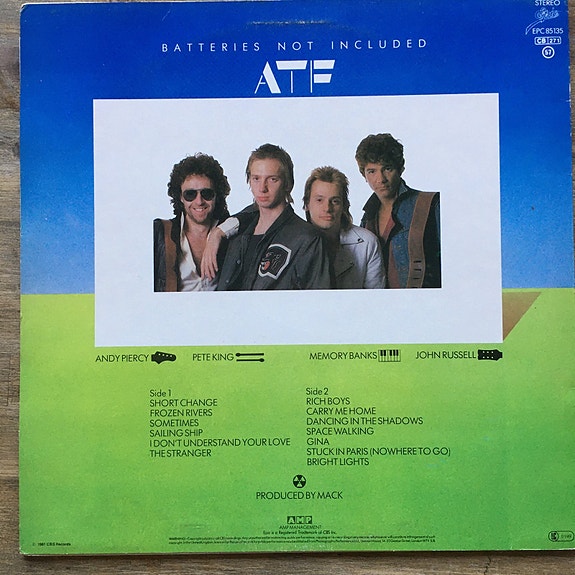 STEREO
Epic
EPC 85135
CB 271
57
BATTERIES NOT INCLUDED
ATF
ANDY PIERCY
PETE KING
MEMORY BANKS
JOHN RUSSELL
Side 1
SHORT CHANGE
FROZEN RIVERS
SOMETIMES
SAILING SHIP
I DON'T UNDERSTAND YOUR LOVE
THE STRANGER
Side 2
RICH BOYS
CARRY ME HOME
DANCING IN THE SHADOWS
SPACE WALKING
GINA
STUCK IN PARIS (NOWHERE TO GO)
BRIGHT LIGHTS
PRODUCED BY MACK
AMP
AMP MANAGEMENT
Epic is a Registered Trademark of CBS Inc.
CBS Records